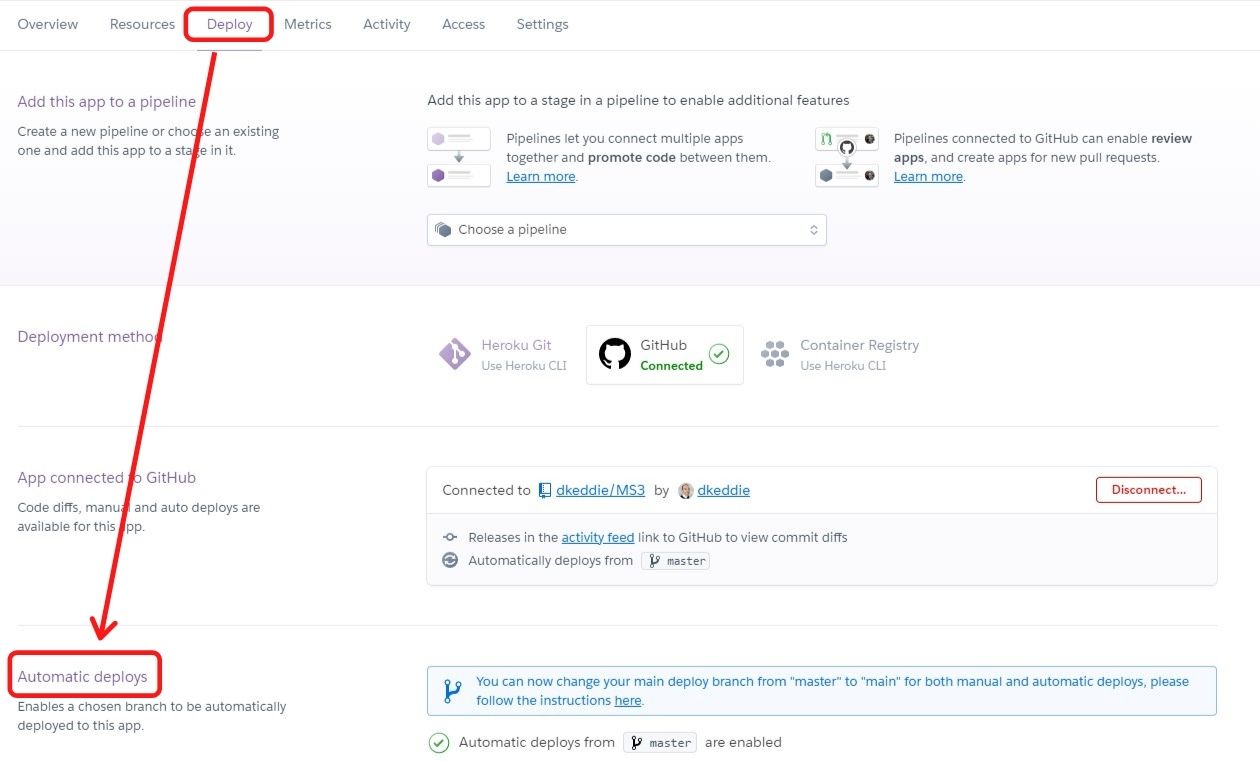 Overview Resources Deploy Metrics Activity Access Settings
Add this app to a pipeline
Create a new pipeline or choose an existing
one and add this app to a stage in it.
Add this app to a stage in a pipeline to enable additional features
Pipelines let you connect multiple apps
together and promote code between them.
Learn more.
Pipelines connected to GitHub can enable review
apps, and create apps for new pull requests.
Learn more.
Choose a pipeline
Deployment method
Heroku Git
Use Heroku CLI
GitHub
Connected
Container Registry
Use Heroku CLI
App connected to GitHub
Code diffs, manual and auto deploys are
available for this app.
Connected to dkeddie/MS3 by dkeddie
Disconnect...
Releases in the activity feed link to GitHub to view commit diffs
Automatically deploys from master
Automatic deploys
Enables a chosen branch to be automatically
deployed to this app.
You can now change your main deploy branch from "master" to "main" for both manual and automatic deploys, please
follow the instructions here.
Automatic deploys from master are enabled